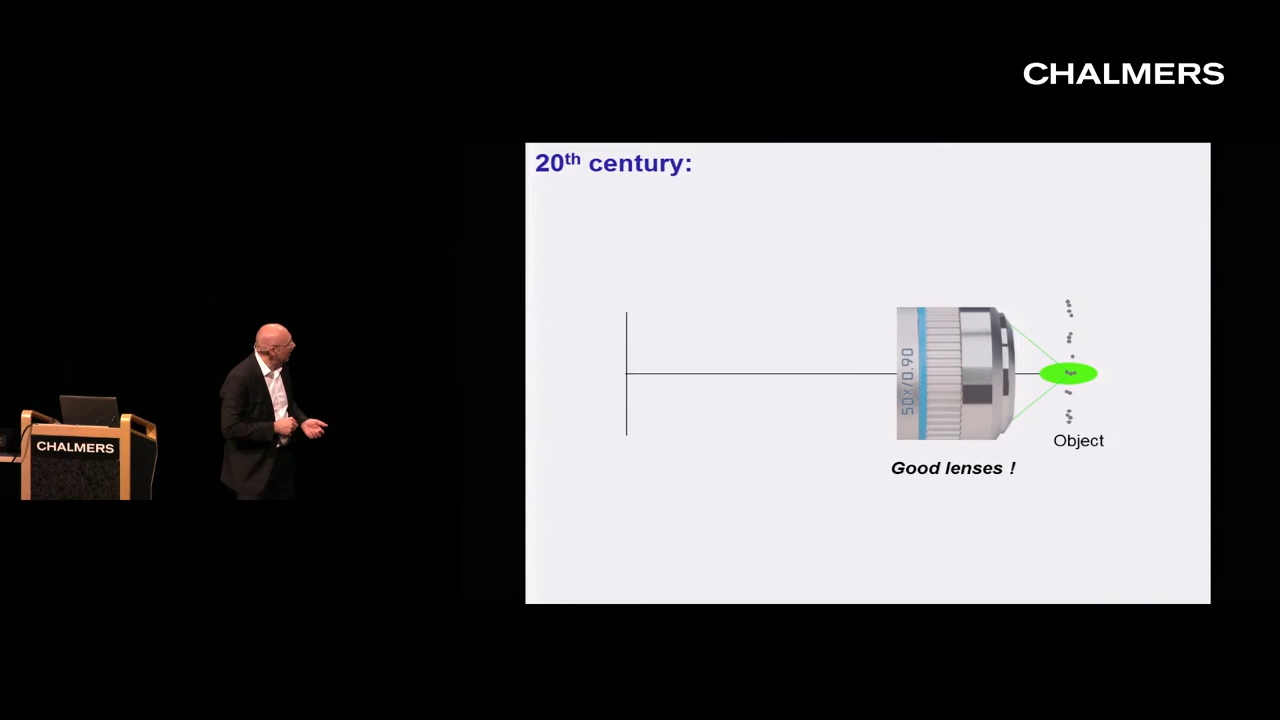 CHALMERS
20th century:
50x/0.90
Object
Good lenses !
CHALMERS